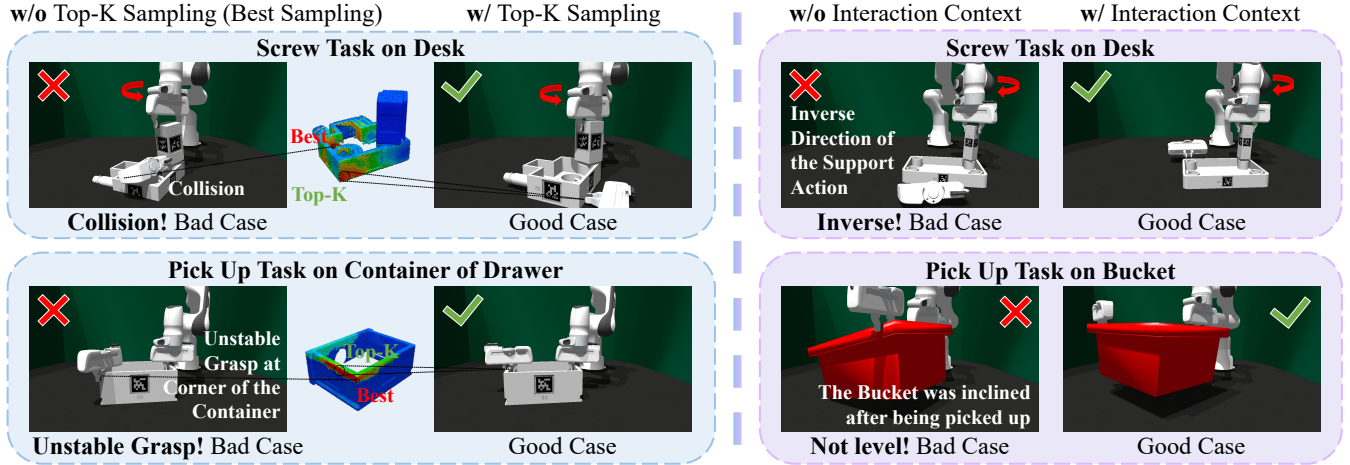 w/o Top-K Sampling (Best Sampling)
w/ Top-K Sampling
Screw Task on Desk
Best
Top-K
Collision
Collision! Bad Case
Good Case
Pick Up Task on Container of Drawer
Unstable
Grasp at
Corner of the
Container
Top-K
Best
Unstable Grasp! Bad Case
Good Case
w/o Interaction Context
w/ Interaction Context
Screw Task on Desk
Inverse
Direction of
the Support
Action
Inverse! Bad Case
Good Case
Pick Up Task on Bucket
The Bucket was inclined
after being picked up
Not level! Bad Case
Good Case